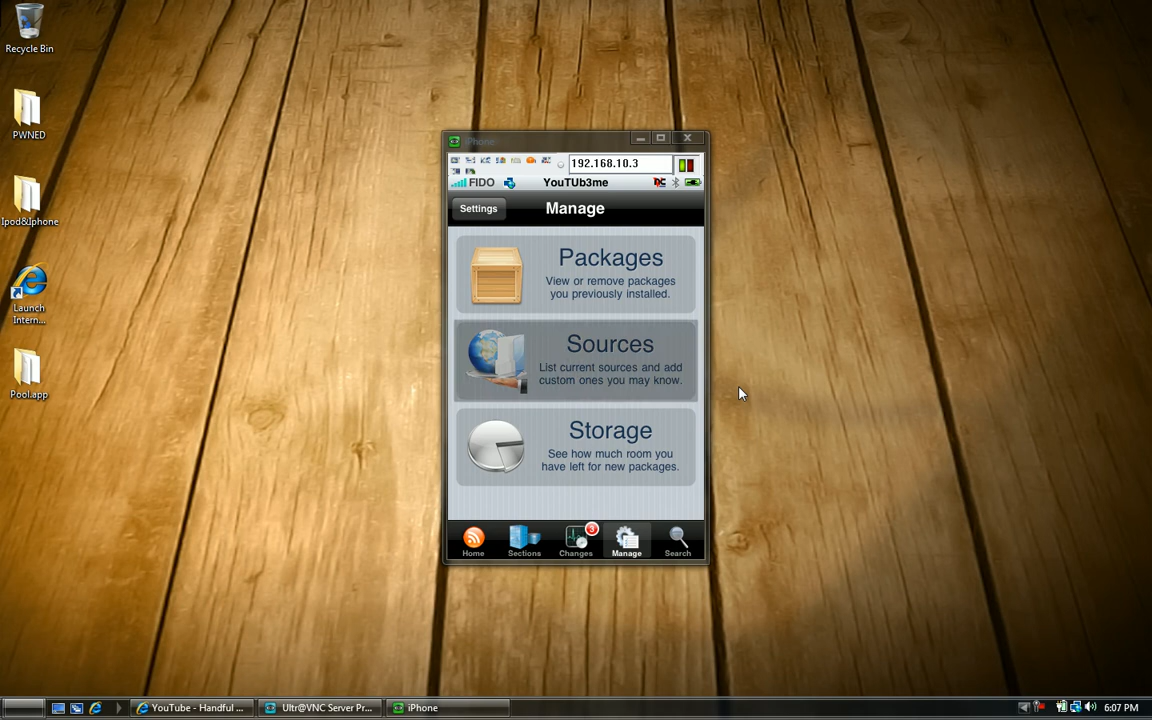 Recycle Bin
PWNED
Ipod&Iphone
Launch
Intern...
Pool.app
iPhone
192.168.10.3
FIDO
YouTUb3me
Settings
Manage
Packages
View or remove packages
you previously installed.
Sources
List current sources and add
custom ones you may know.
Storage
See how much room you
have left for new packages.
3
Home
Sections
Changes
Manage
Search
YouTube - Handful ...
Ultr@VNC Server Pr...
iPhone
6:07 PM